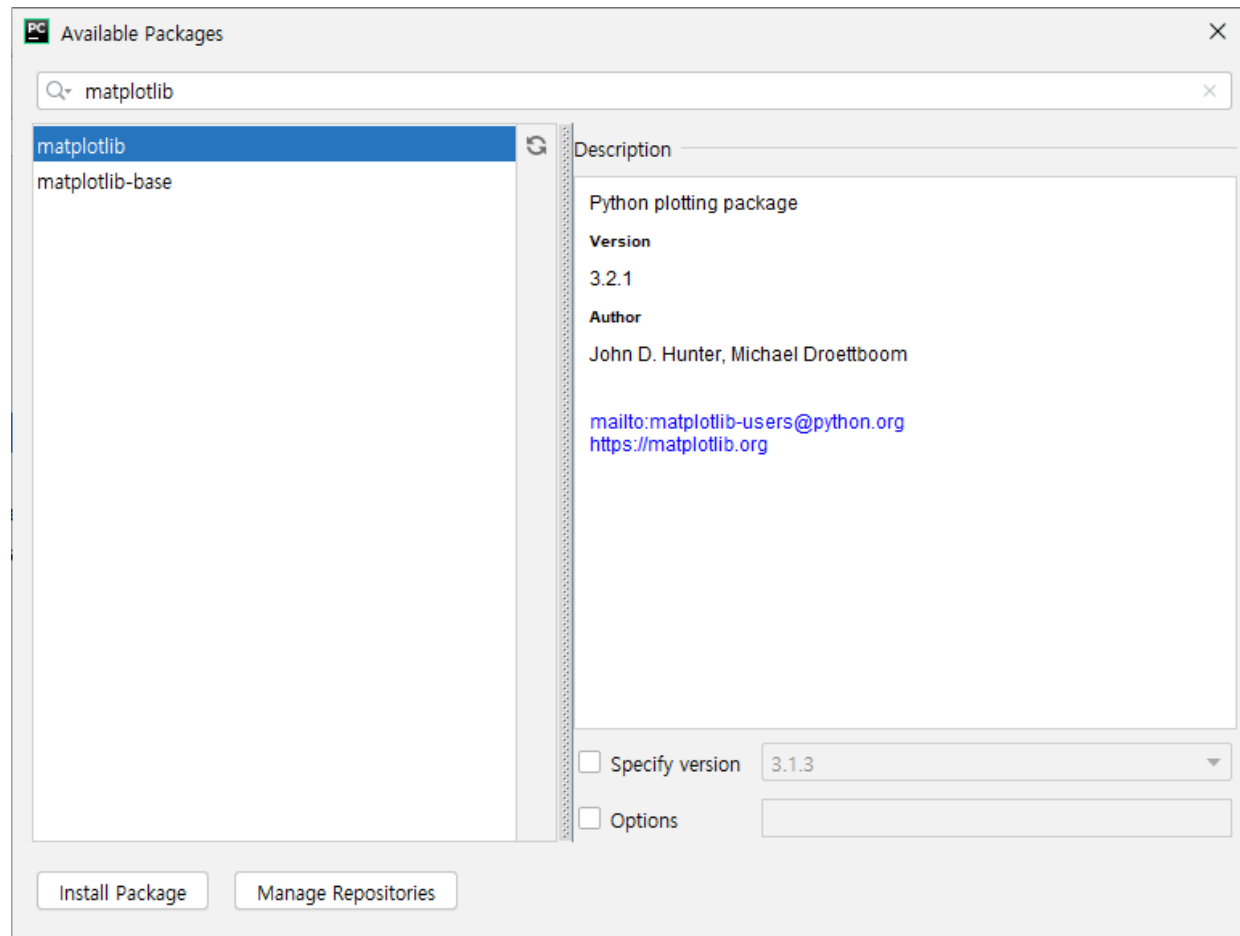 PC Available Packages
matplotlib
matplotlib
matplotlib-base
Description
Python plotting package
Version
3.2.1
Author
John D. Hunter, Michael Droettboom
mailto:matplotlib-users@python.org
https://matplotlib.org
Specify version 3.1.3
Options
Install Package Manage Repositories